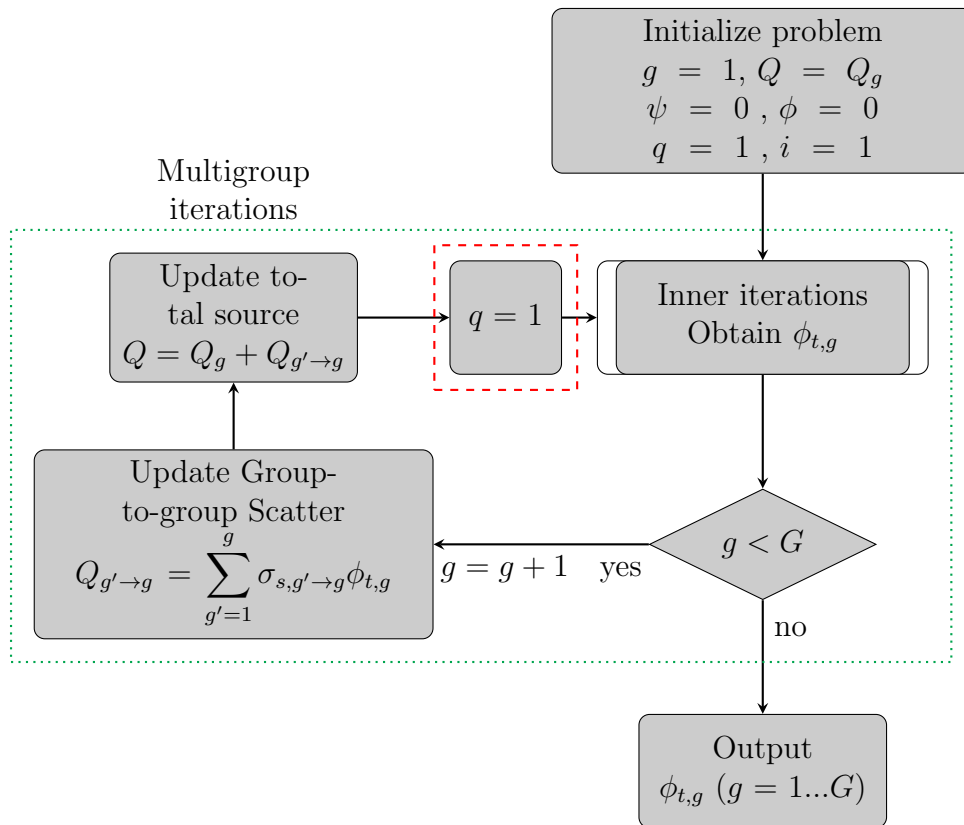 Initialize problem
g = 1, Q = Q_g
ψ = 0 , ϕ = 0
q = 1 , i = 1
Multigroup
iterations
Update to-
tal source
Q = Q_g + Q_{g′→g}
q = 1
Inner iterations
Obtain ϕ_{t,g}
Update Group-
to-group Scatter
Q_{g′→g} = ∑_{g′=1}^{g} σ_{s,g′→g}ϕ_{t,g}
g = g + 1 yes
g < G
no
Output
ϕ_{t,g} (g = 1...G)